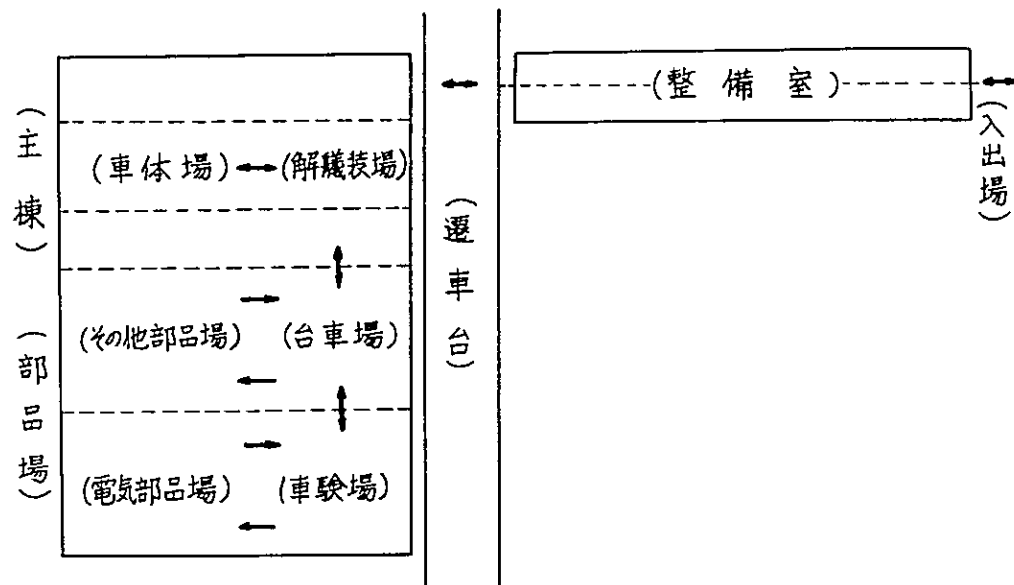 (整備室)
(入出場)
(主棟)
(車体場)
(解艤装場)
(遷車台)
(部品場)
(その他部品場)
(台車場)
(電気部品場)
(車験場)